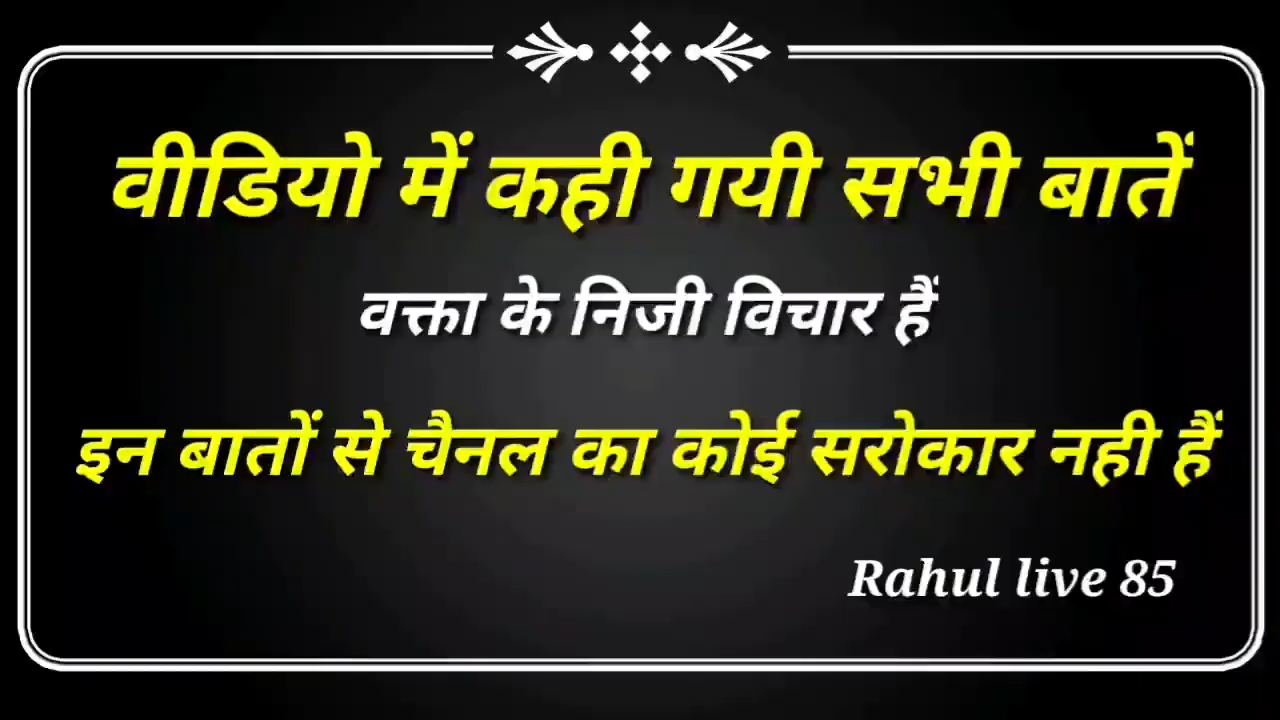 वीडियो में कही गयी सभी बातें
वक्ता के निजी विचार हैं
इन बातों से चैनल का कोई सरोकार नही हैं
Rahul live 85